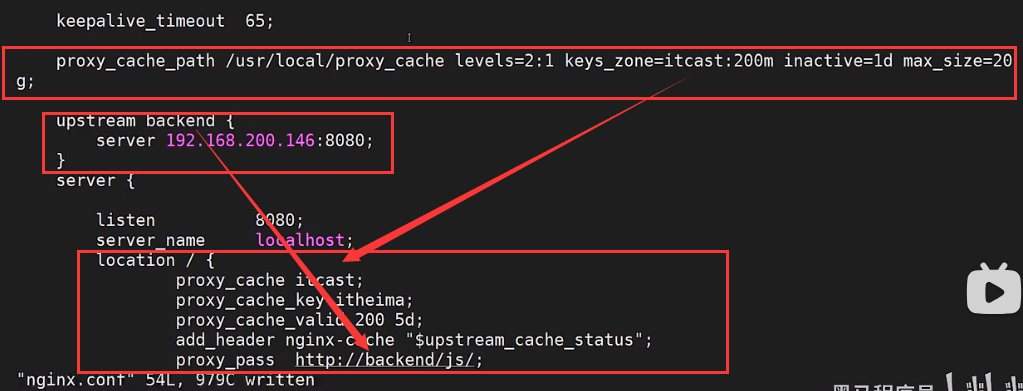 keepalive_timeout  65;
proxy_cache_path /usr/local/proxy_cache levels=2:1 keys_zone=itcast:200m inactive=1d max_size=20
g;
upstream backend {
server 192.168.200.146:8080;
}
server {
listen          8080;
server_name     localhost;
location / {
proxy_cache itcast;
proxy_cache_key itheima;
proxy_cache_valid 200 5d;
add_header nginx-cache "$upstream_cache_status";
proxy_pass  http://backend/js/;
"nginx.conf" 54L, 979C written